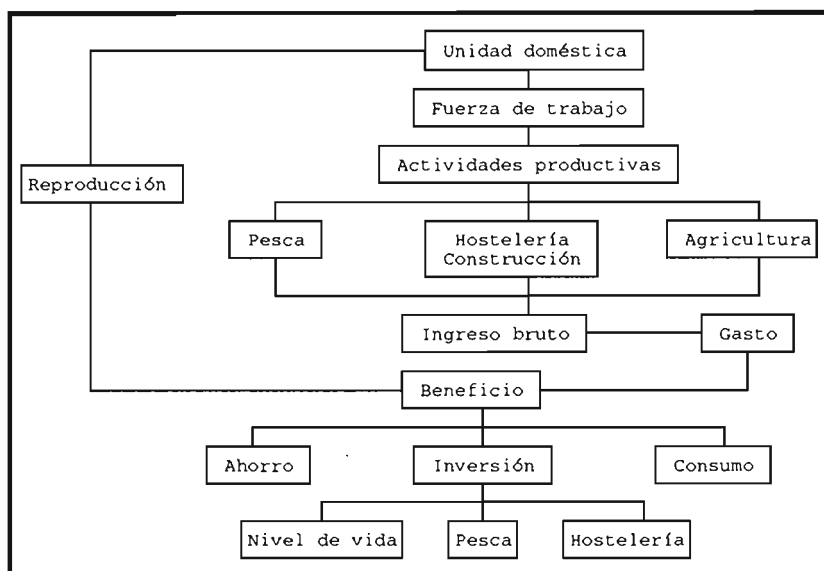 Unidad doméstica
Fuerza de trabajo
Actividades productivas
Reproducción
Pesca
Hostelería
Construcción
Agricultura
Ingreso bruto
Gasto
Beneficio
Ahorro
Inversión
Consumo
Nivel de vida
Pesca
Hostelería